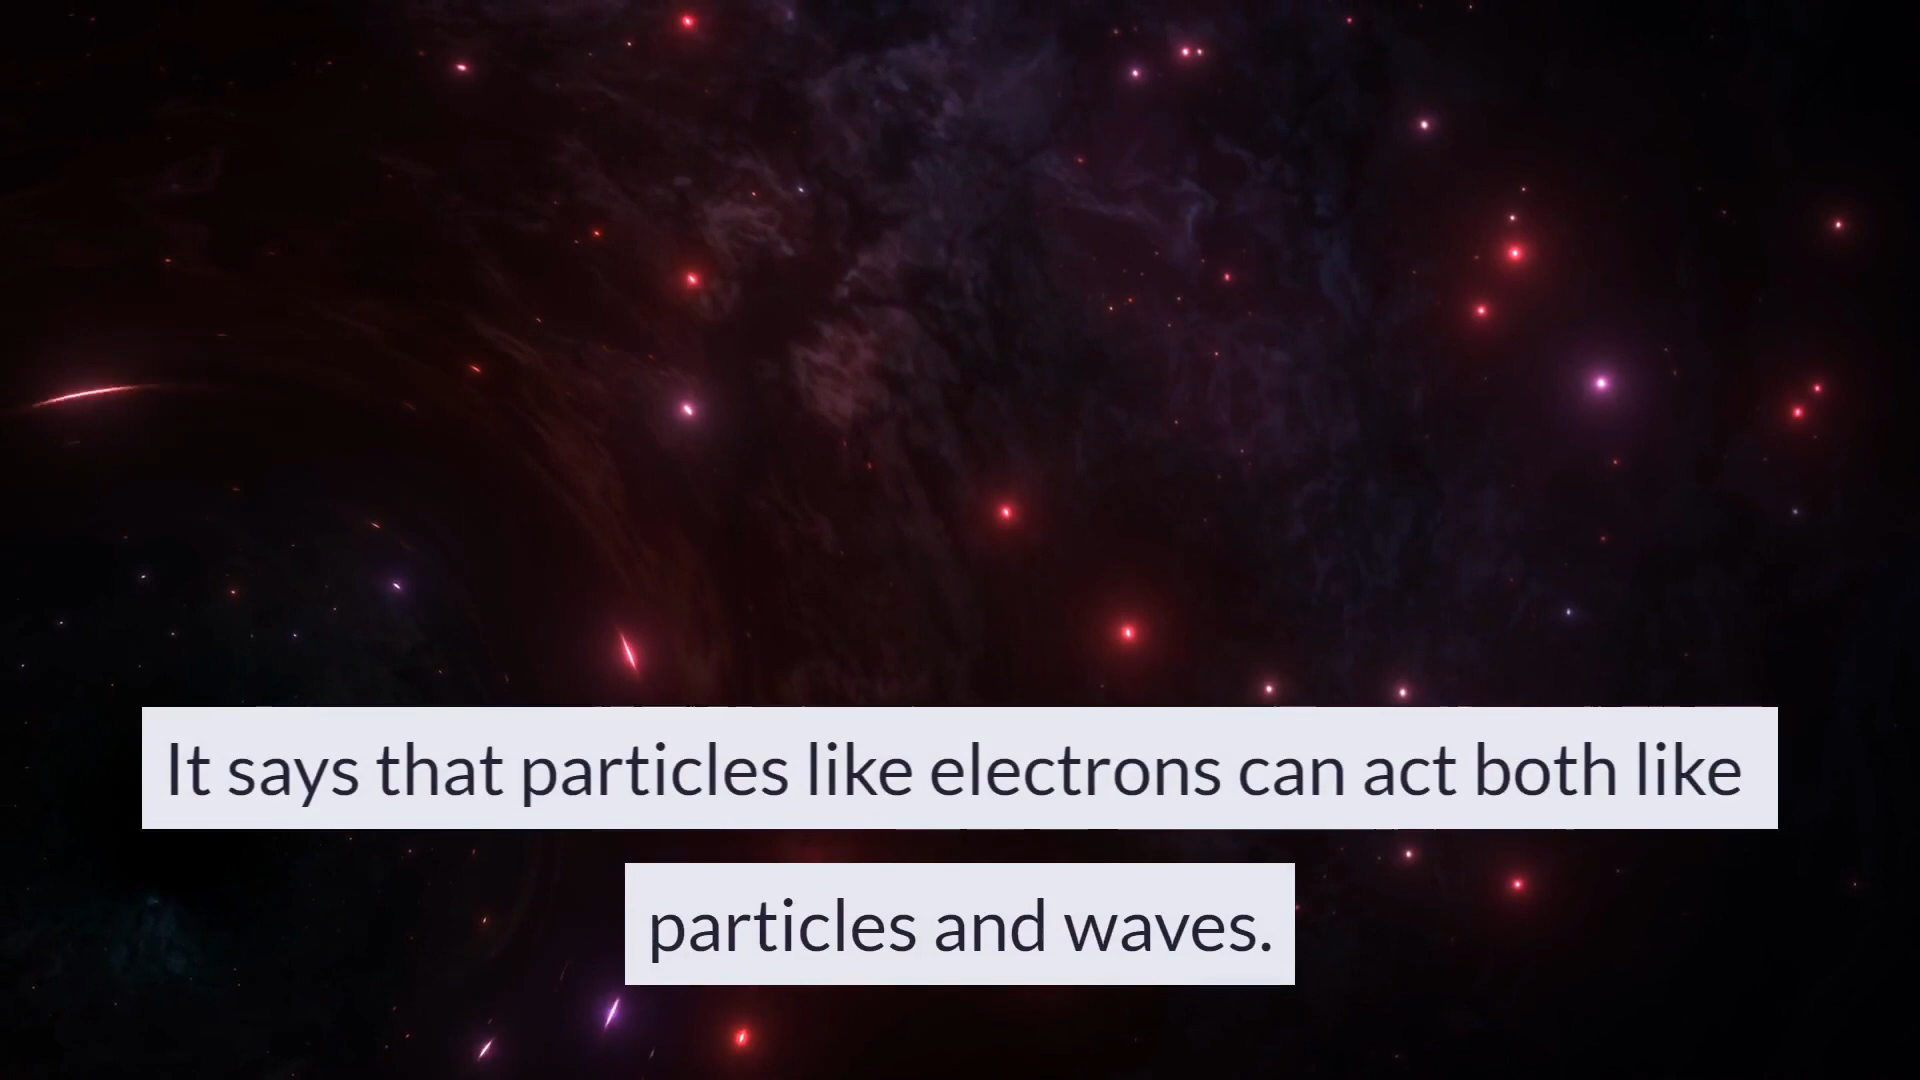 It says that particles like electrons can act both like
particles and waves.